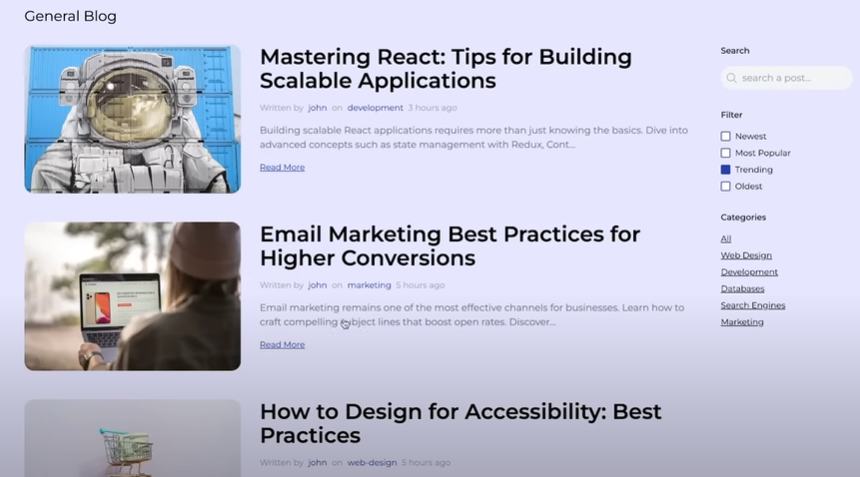 General Blog
Mastering React: Tips for Building
Scalable Applications
Written by john on development 3 hours ago
Building scalable React applications requires more than just knowing the basics. Dive into
advanced concepts such as state management with Redux, Cont...
Read More
Email Marketing Best Practices for
Higher Conversions
Written by john on marketing 5 hours ago
Email marketing remains one of the most effective channels for businesses. Learn how to
craft compelling subject lines that boost open rates. Discover...
Read More
How to Design for Accessibility: Best
Practices
Written by john on web-design 5 hours ago
Search
search a post...
Filter
Newest
Most Popular
Trending
Oldest
Categories
All
Web Design
Development
Databases
Search Engines
Marketing